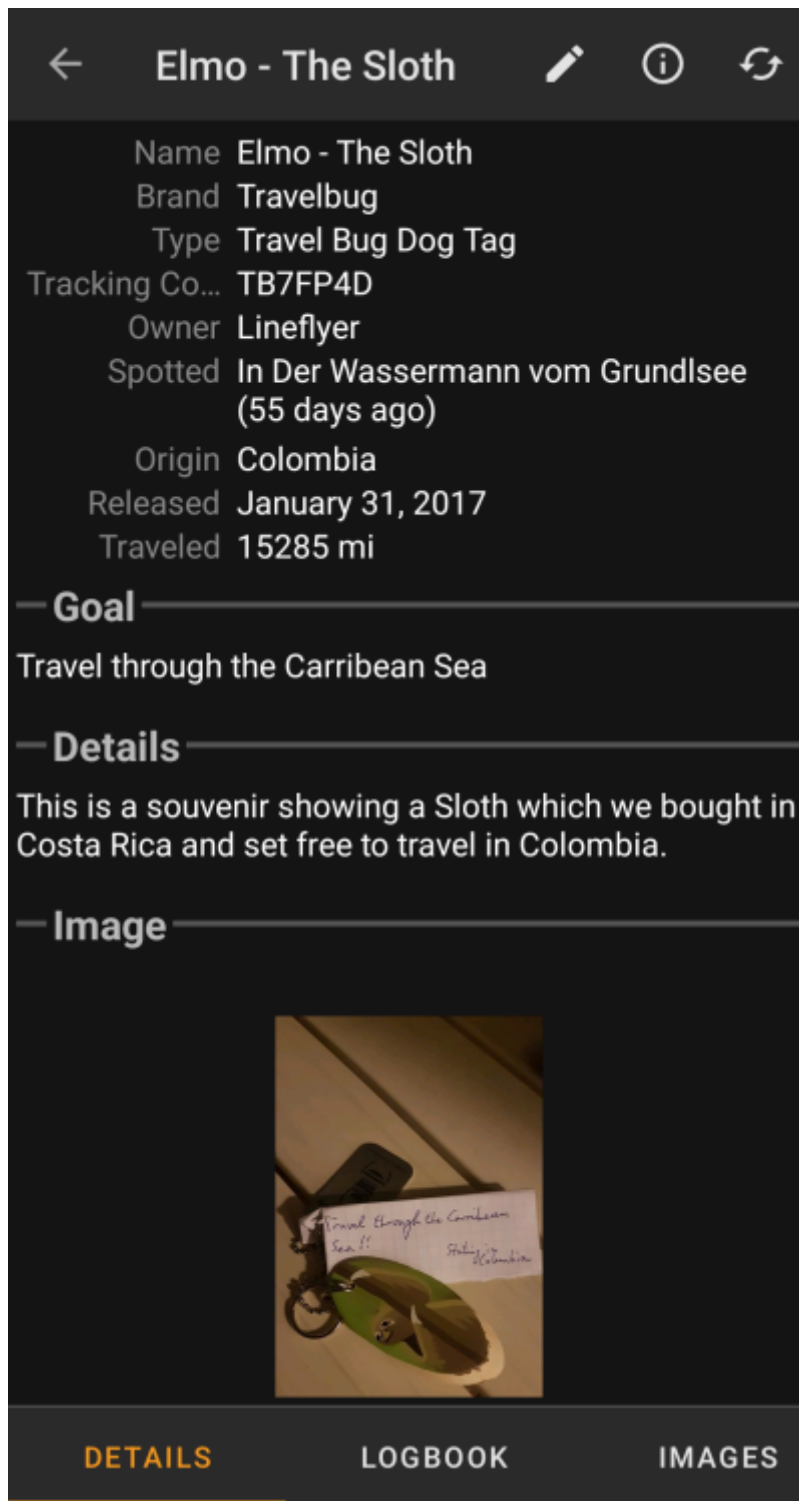 Elmo - The Sloth
Name Elmo - The Sloth
Brand Travelbug
Type Travel Bug Dog Tag
Tracking Co... TB7FP4D
Owner Lineflyer
Spotted In Der Wassermann vom Grundlsee
(55 days ago)
Origin Colombia
Released January 31, 2017
Traveled 15285 mi
Goal
Travel through the Carribean Sea
Details
This is a souvenir showing a Sloth which we bought in
Costa Rica and set free to travel in Colombia.
Image
Travel through the Carribean
Sea !!
Colombia
DETAILS LOGBOOK IMAGES